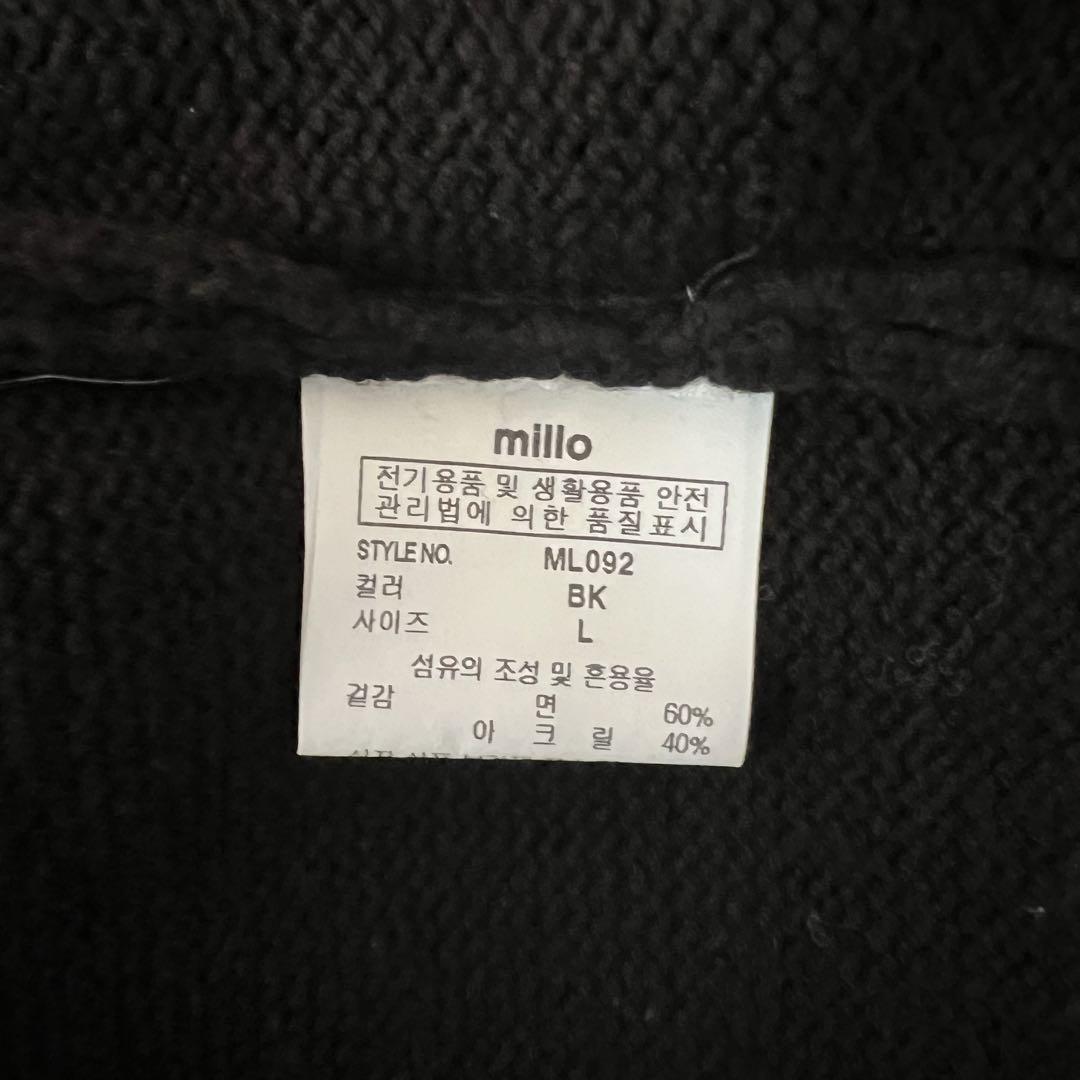 millo
전기용품 및 생활용품 안전
관리법에 의한 품질표시
STYLE NO. ML092
컬러 BK
사이즈 L
섬유의 조성 및 혼용율
겉감 면 60%
아 크 릴 40%